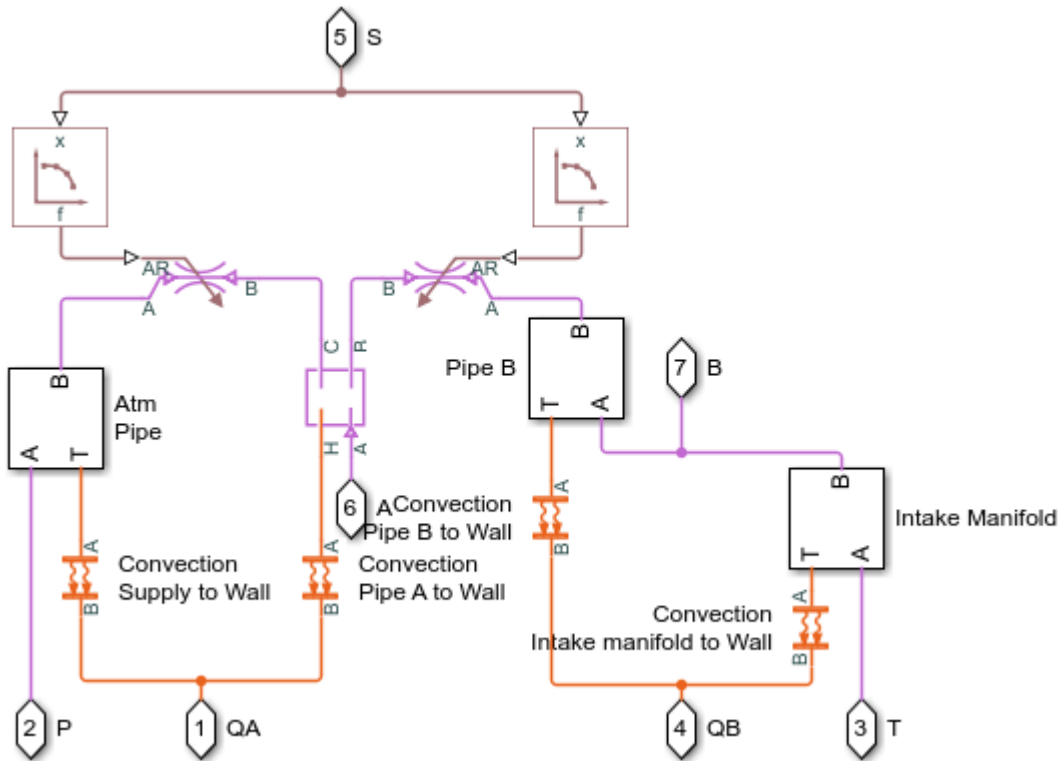 5 S
x
x
f
f
AR
AR
B
B
A
A
C
R
B
B
Pipe B
7 B
Atm
Pipe
T
A
A
T
H
A
B
6 A
Convection
Pipe B to Wall
A
B
Intake Manifold
T
A
A
Convection
Supply to Wall
B
A
Convection
Pipe A to Wall
B
A
Convection
Intake manifold to Wall
B
2 P
1 QA
4 QB
3 T